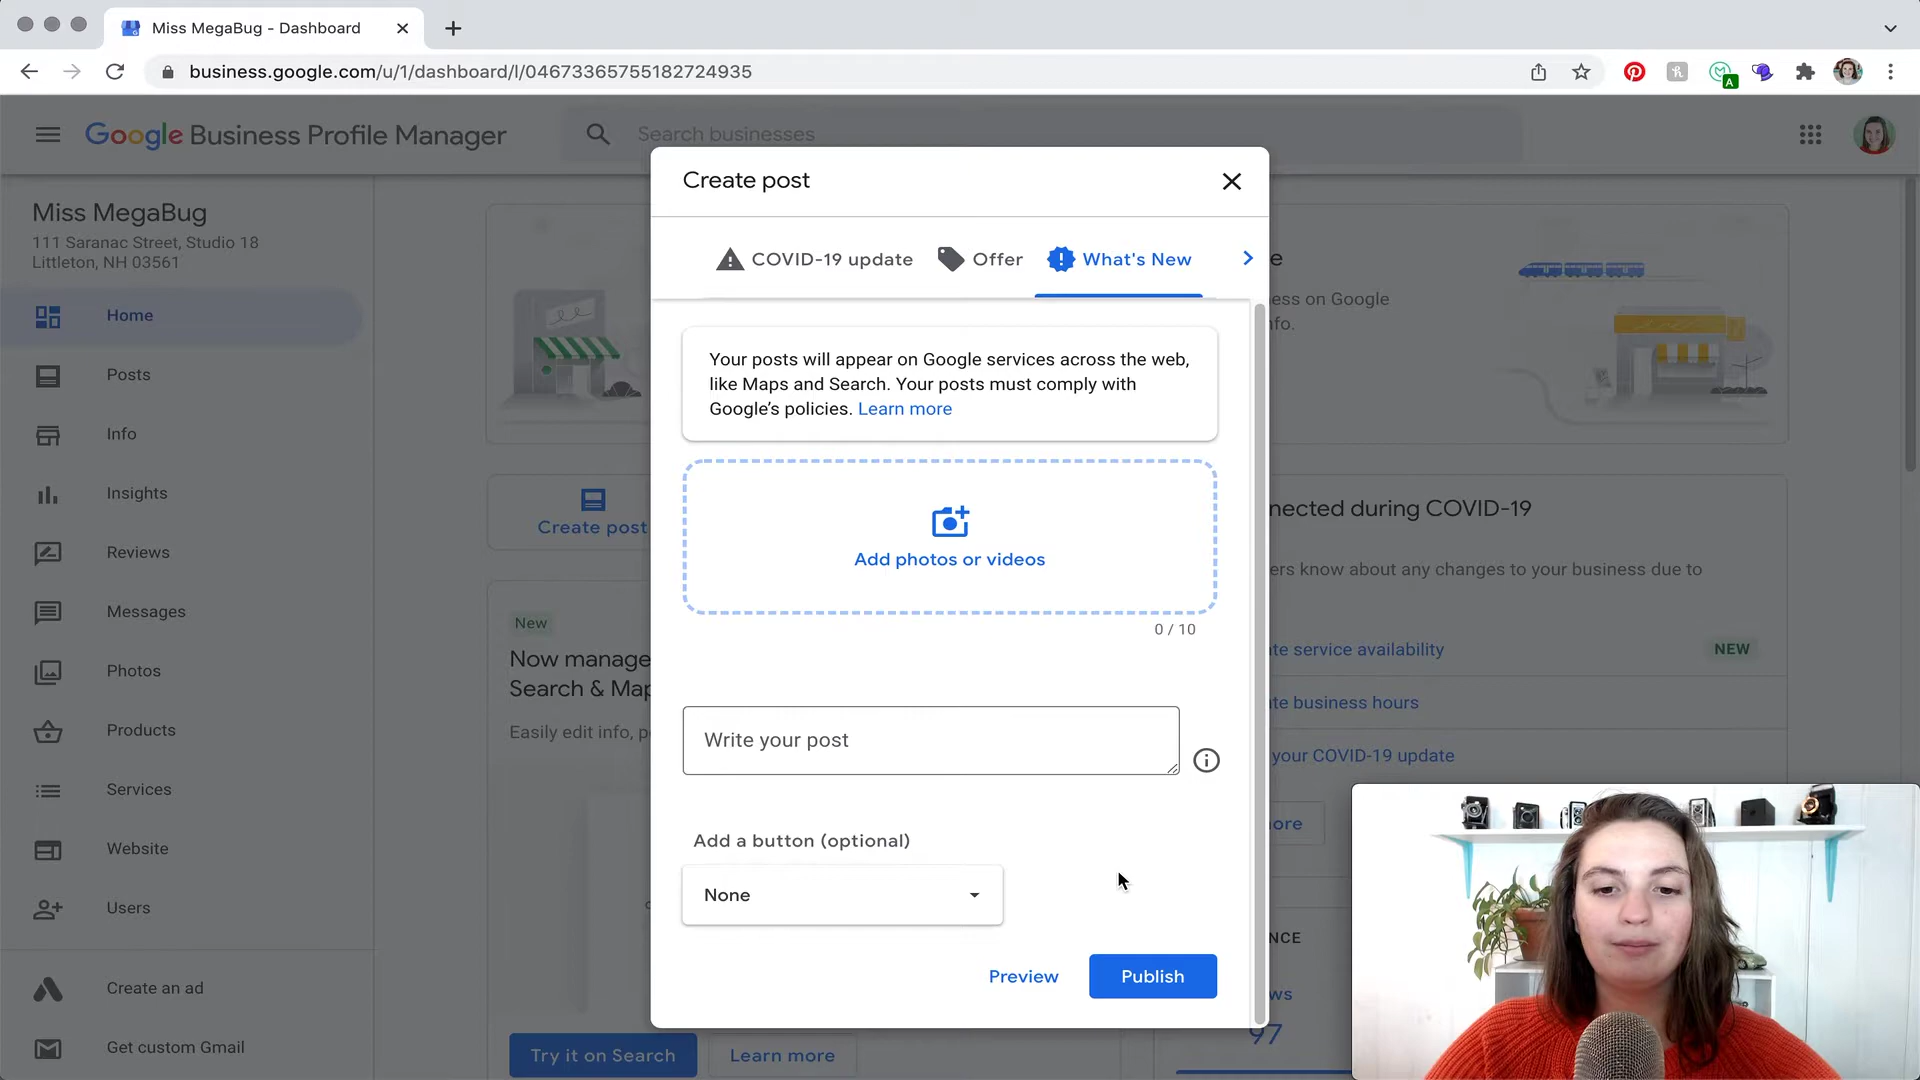 Miss MegaBug - Dashboard
business.google.com/u/1/dashboard/l/04673365755182724935
A
Google Business Profile Manager
Search businesses
Miss MegaBug
111 Saranac Street, Studio 18
Littleton, NH 03561
Home
Posts
Info
Insights
Reviews
Messages
Photos
Products
Services
Website
Users
Create an ad
Get custom Gmail
Create post
New
Now manage
Search & Map
Easily edit info, p
Try it on Search
Learn more
Create post
COVID-19 update
Offer
What's New
Your posts will appear on Google services across the web,
like Maps and Search. Your posts must comply with
Google’s policies. Learn more
Add photos or videos
0 / 10
Write your post
Add a button (optional)
None
Preview
Publish
e
ess on Google
nfo.
nected during COVID-19
ers know about any changes to your business due to
te service availability
NEW
te business hours
your COVID-19 update
ore
NCE
ws
97